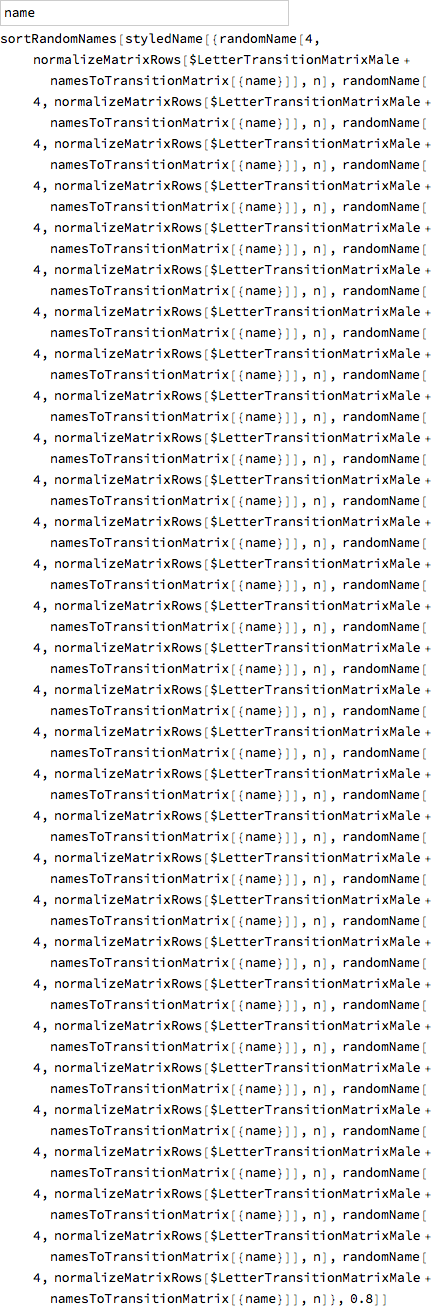 name
sortRandomNames[styledName[{randomName[4,
normalizeMatrixRows[$LetterTransitionMatrixMale +
namesToTransitionMatrix[{name}]], n], randomName[
4, normalizeMatrixRows[$LetterTransitionMatrixMale +
namesToTransitionMatrix[{name}]], n], randomName[
4, normalizeMatrixRows[$LetterTransitionMatrixMale +
namesToTransitionMatrix[{name}]], n], randomName[
4, normalizeMatrixRows[$LetterTransitionMatrixMale +
namesToTransitionMatrix[{name}]], n], randomName[
4, normalizeMatrixRows[$LetterTransitionMatrixMale +
namesToTransitionMatrix[{name}]], n], randomName[
4, normalizeMatrixRows[$LetterTransitionMatrixMale +
namesToTransitionMatrix[{name}]], n], randomName[
4, normalizeMatrixRows[$LetterTransitionMatrixMale +
namesToTransitionMatrix[{name}]], n], randomName[
4, normalizeMatrixRows[$LetterTransitionMatrixMale +
namesToTransitionMatrix[{name}]], n], randomName[
4, normalizeMatrixRows[$LetterTransitionMatrixMale +
namesToTransitionMatrix[{name}]], n], randomName[
4, normalizeMatrixRows[$LetterTransitionMatrixMale +
namesToTransitionMatrix[{name}]], n], randomName[
4, normalizeMatrixRows[$LetterTransitionMatrixMale +
namesToTransitionMatrix[{name}]], n], randomName[
4, normalizeMatrixRows[$LetterTransitionMatrixMale +
namesToTransitionMatrix[{name}]], n], randomName[
4, normalizeMatrixRows[$LetterTransitionMatrixMale +
namesToTransitionMatrix[{name}]], n], randomName[
4, normalizeMatrixRows[$LetterTransitionMatrixMale +
namesToTransitionMatrix[{name}]], n], randomName[
4, normalizeMatrixRows[$LetterTransitionMatrixMale +
namesToTransitionMatrix[{name}]], n], randomName[
4, normalizeMatrixRows[$LetterTransitionMatrixMale +
namesToTransitionMatrix[{name}]], n], randomName[
4, normalizeMatrixRows[$LetterTransitionMatrixMale +
namesToTransitionMatrix[{name}]], n], randomName[
4, normalizeMatrixRows[$LetterTransitionMatrixMale +
namesToTransitionMatrix[{name}]], n], randomName[
4, normalizeMatrixRows[$LetterTransitionMatrixMale +
namesToTransitionMatrix[{name}]], n], randomName[
4, normalizeMatrixRows[$LetterTransitionMatrixMale +
namesToTransitionMatrix[{name}]], n], randomName[
4, normalizeMatrixRows[$LetterTransitionMatrixMale +
namesToTransitionMatrix[{name}]], n], randomName[
4, normalizeMatrixRows[$LetterTransitionMatrixMale +
namesToTransitionMatrix[{name}]], n], randomName[
4, normalizeMatrixRows[$LetterTransitionMatrixMale +
namesToTransitionMatrix[{name}]], n], randomName[
4, normalizeMatrixRows[$LetterTransitionMatrixMale +
namesToTransitionMatrix[{name}]], n], randomName[
4, normalizeMatrixRows[$LetterTransitionMatrixMale +
namesToTransitionMatrix[{name}]], n], randomName[
4, normalizeMatrixRows[$LetterTransitionMatrixMale +
namesToTransitionMatrix[{name}]], n], randomName[
4, normalizeMatrixRows[$LetterTransitionMatrixMale +
namesToTransitionMatrix[{name}]], n], randomName[
4, normalizeMatrixRows[$LetterTransitionMatrixMale +
namesToTransitionMatrix[{name}]], n], randomName[
4, normalizeMatrixRows[$LetterTransitionMatrixMale +
namesToTransitionMatrix[{name}]], n], randomName[
4, normalizeMatrixRows[$LetterTransitionMatrixMale +
namesToTransitionMatrix[{name}]], n]}, 0.8]]